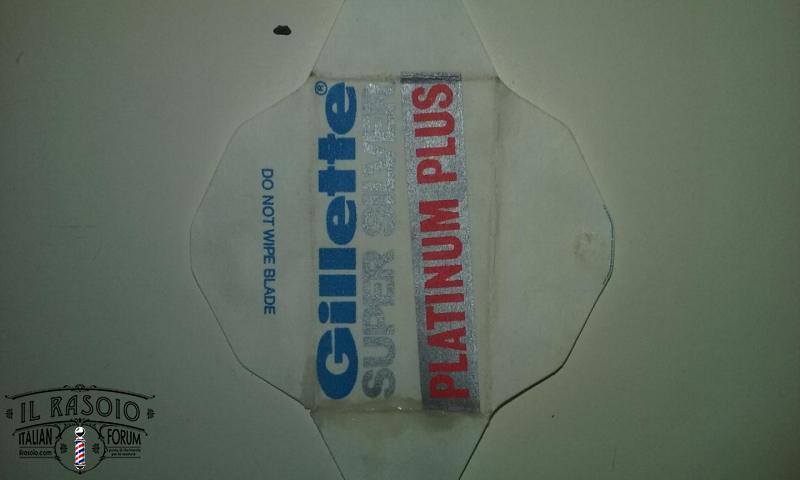 Gillette®
SUPER SILVER
PLATINUM PLUS
DO NOT WIPE BLADE
IL RASOIO
ITALIAN FORUM
ilrasoio.com